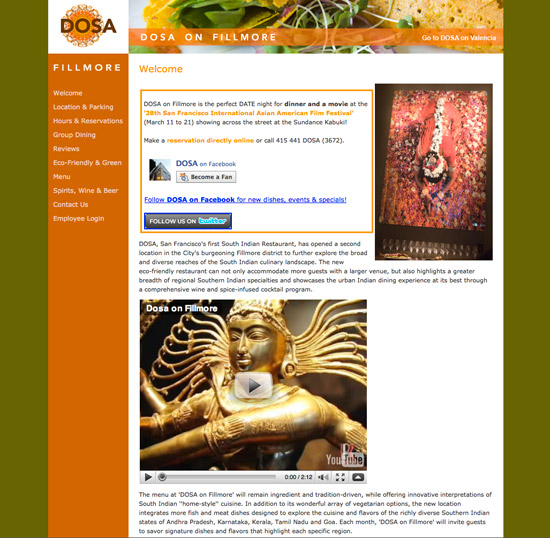 DOSA
DOSA ON FILLMORE
Go to DOSA on Valencia
FILLMORE
Welcome
Location & Parking
Hours & Reservations
Group Dining
Reviews
Eco-Friendly & Green
Menu
Spirits, Wine & Beer
Contact Us
Employee Login
Welcome
DOSA on Fillmore is the perfect DATE night for dinner and a movie at the
'28th San Francisco International Asian American Film Festival'
(March 11 to 21) showing across the street at the Sundance Kabuki!
Make a reservation directly online or call 415 441 DOSA (3672).
DOSA on Facebook
Become a Fan
Follow DOSA on Facebook for new dishes, events & specials!
FOLLOW US ON twitter
DOSA, San Francisco's first South Indian Restaurant, has opened a second
location in the City's burgeoning Fillmore district to further explore the broad
and diverse reaches of the South Indian culinary landscape. The new
eco-friendly restaurant can not only accommodate more guests with a larger venue, but also highlights a greater
breadth of regional Southern Indian specialties and showcases the urban Indian dining experience at its best through
a comprehensive wine and spice-infused cocktail program.
Dosa on Fillmore
YouTube
0:00 / 2:12
The menu at 'DOSA on Fillmore' will remain ingredient and tradition-driven, while offering innovative interpretations of
South Indian "home-style" cuisine. In addition to its wonderful array of vegetarian options, the new location
integrates more fish and meat dishes designed to explore the cuisine and flavors of the richly diverse Southern Indian
states of Andhra Pradesh, Karnataka, Kerala, Tamil Nadu and Goa. Each month, 'DOSA on Fillmore' will invite guests
to savor signature dishes and flavors that highlight each specific region.